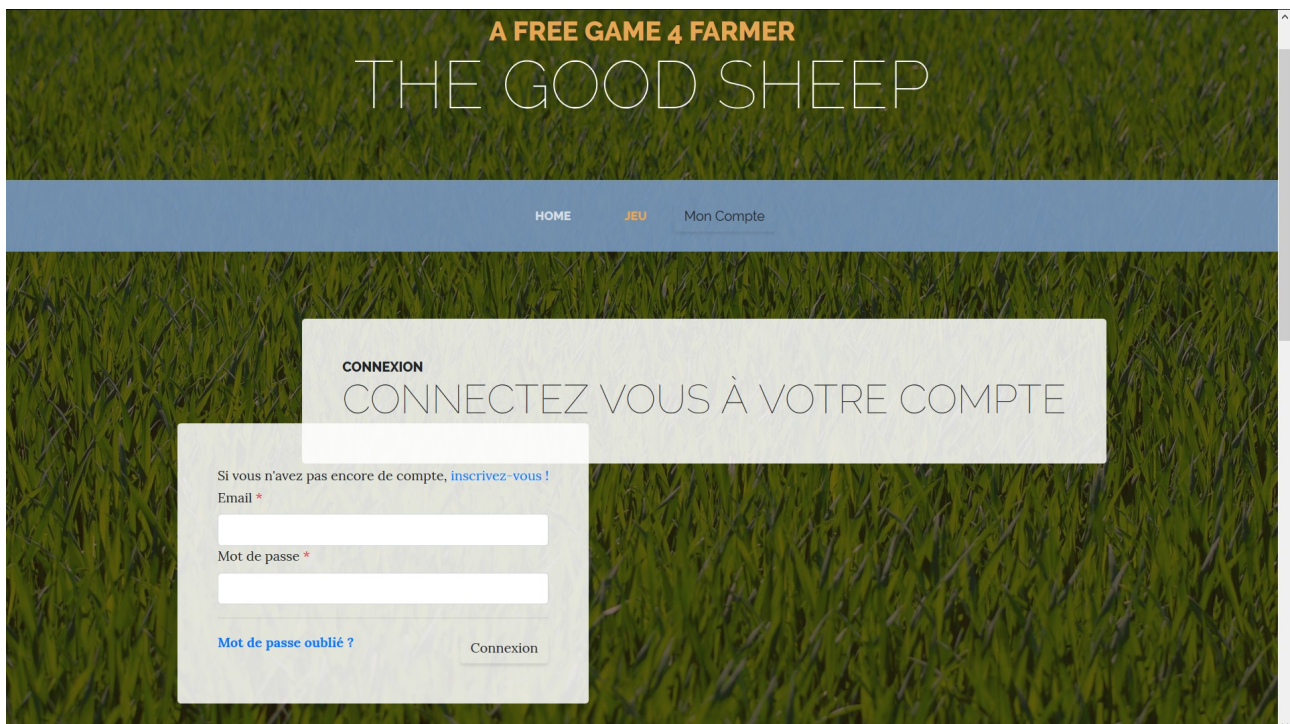 A FREE GAME 4 FARMER
THE GOOD SHEEP
HOME JEU Mon Compte
CONNEXION
CONNECTEZ VOUS À VOTRE COMPTE
Si vous n'avez pas encore de compte, inscrivez-vous !
Email *
Mot de passe *
Mot de passe oublié ? Connexion